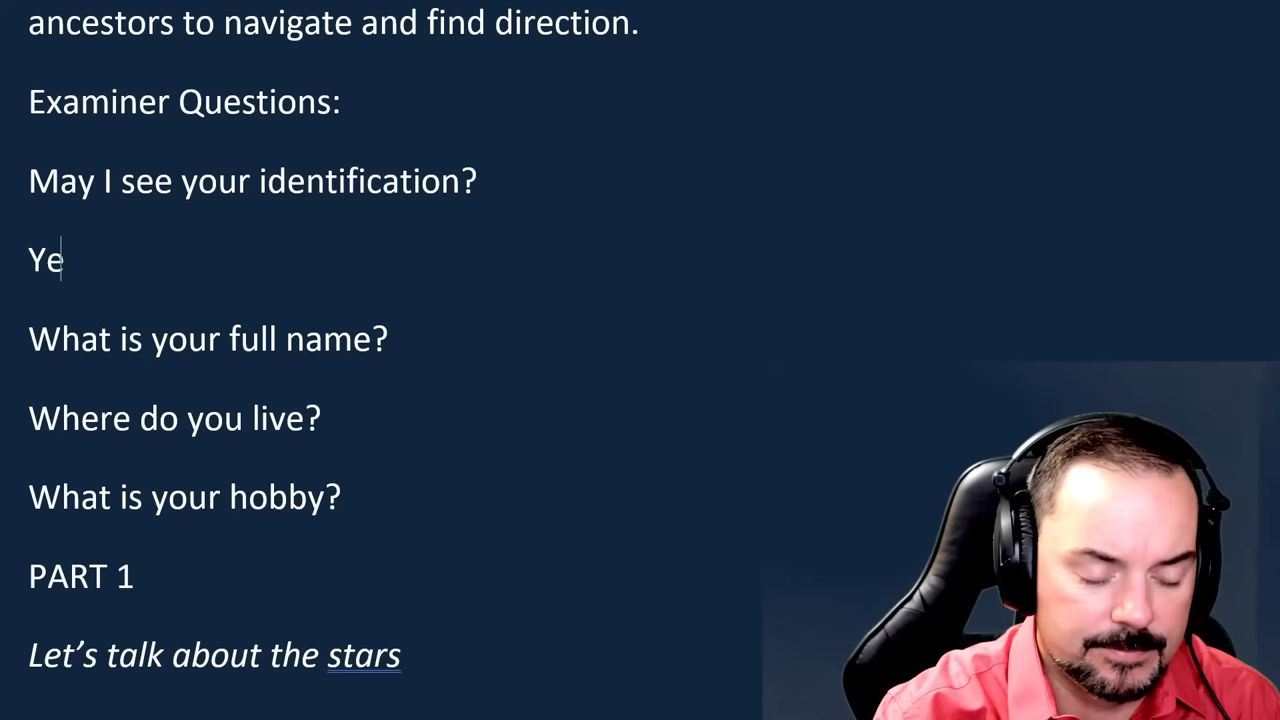 ancestors to navigate and find direction.
Examiner Questions:
May I see your identification?
Ye
What is your full name?
Where do you live?
What is your hobby?
PART 1
Let’s talk about the stars